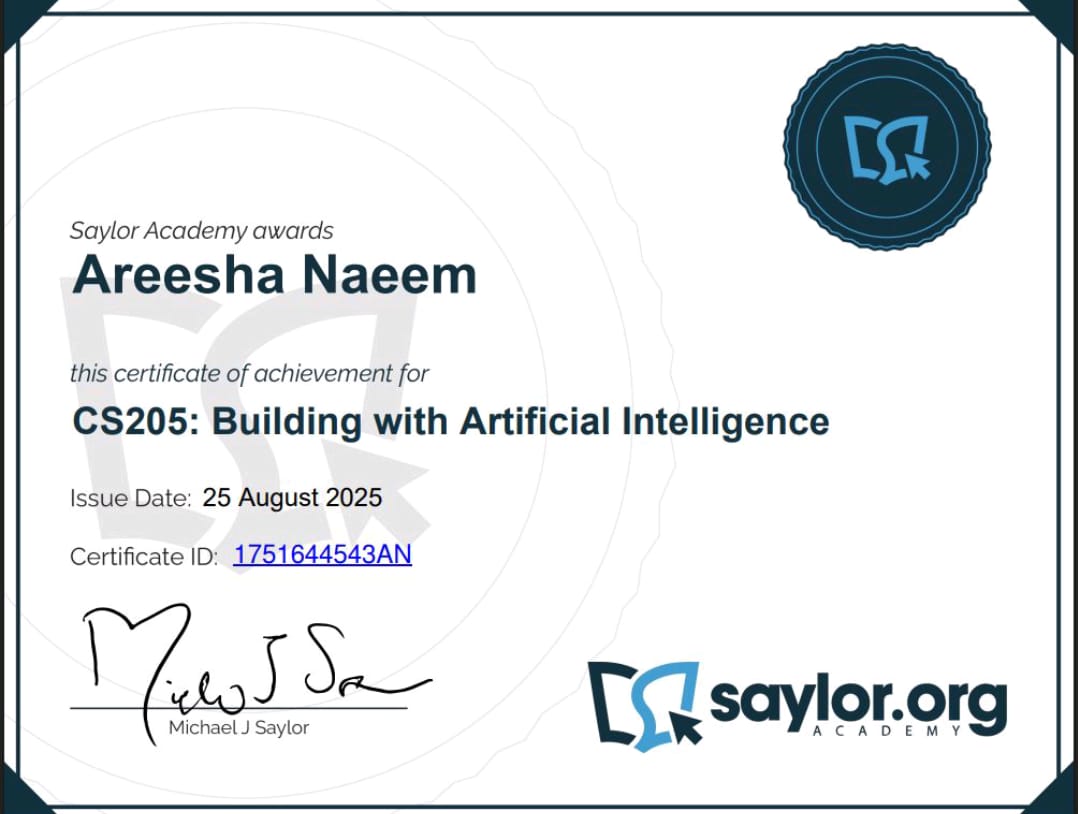 Saylor Academy awards
Areesha Naeem
this certificate of achievement for
CS205: Building with Artificial Intelligence
Issue Date: 25 August 2025
Certificate ID: 1751644543AN
Michael J Saylor
saylor.org
ACADEMY